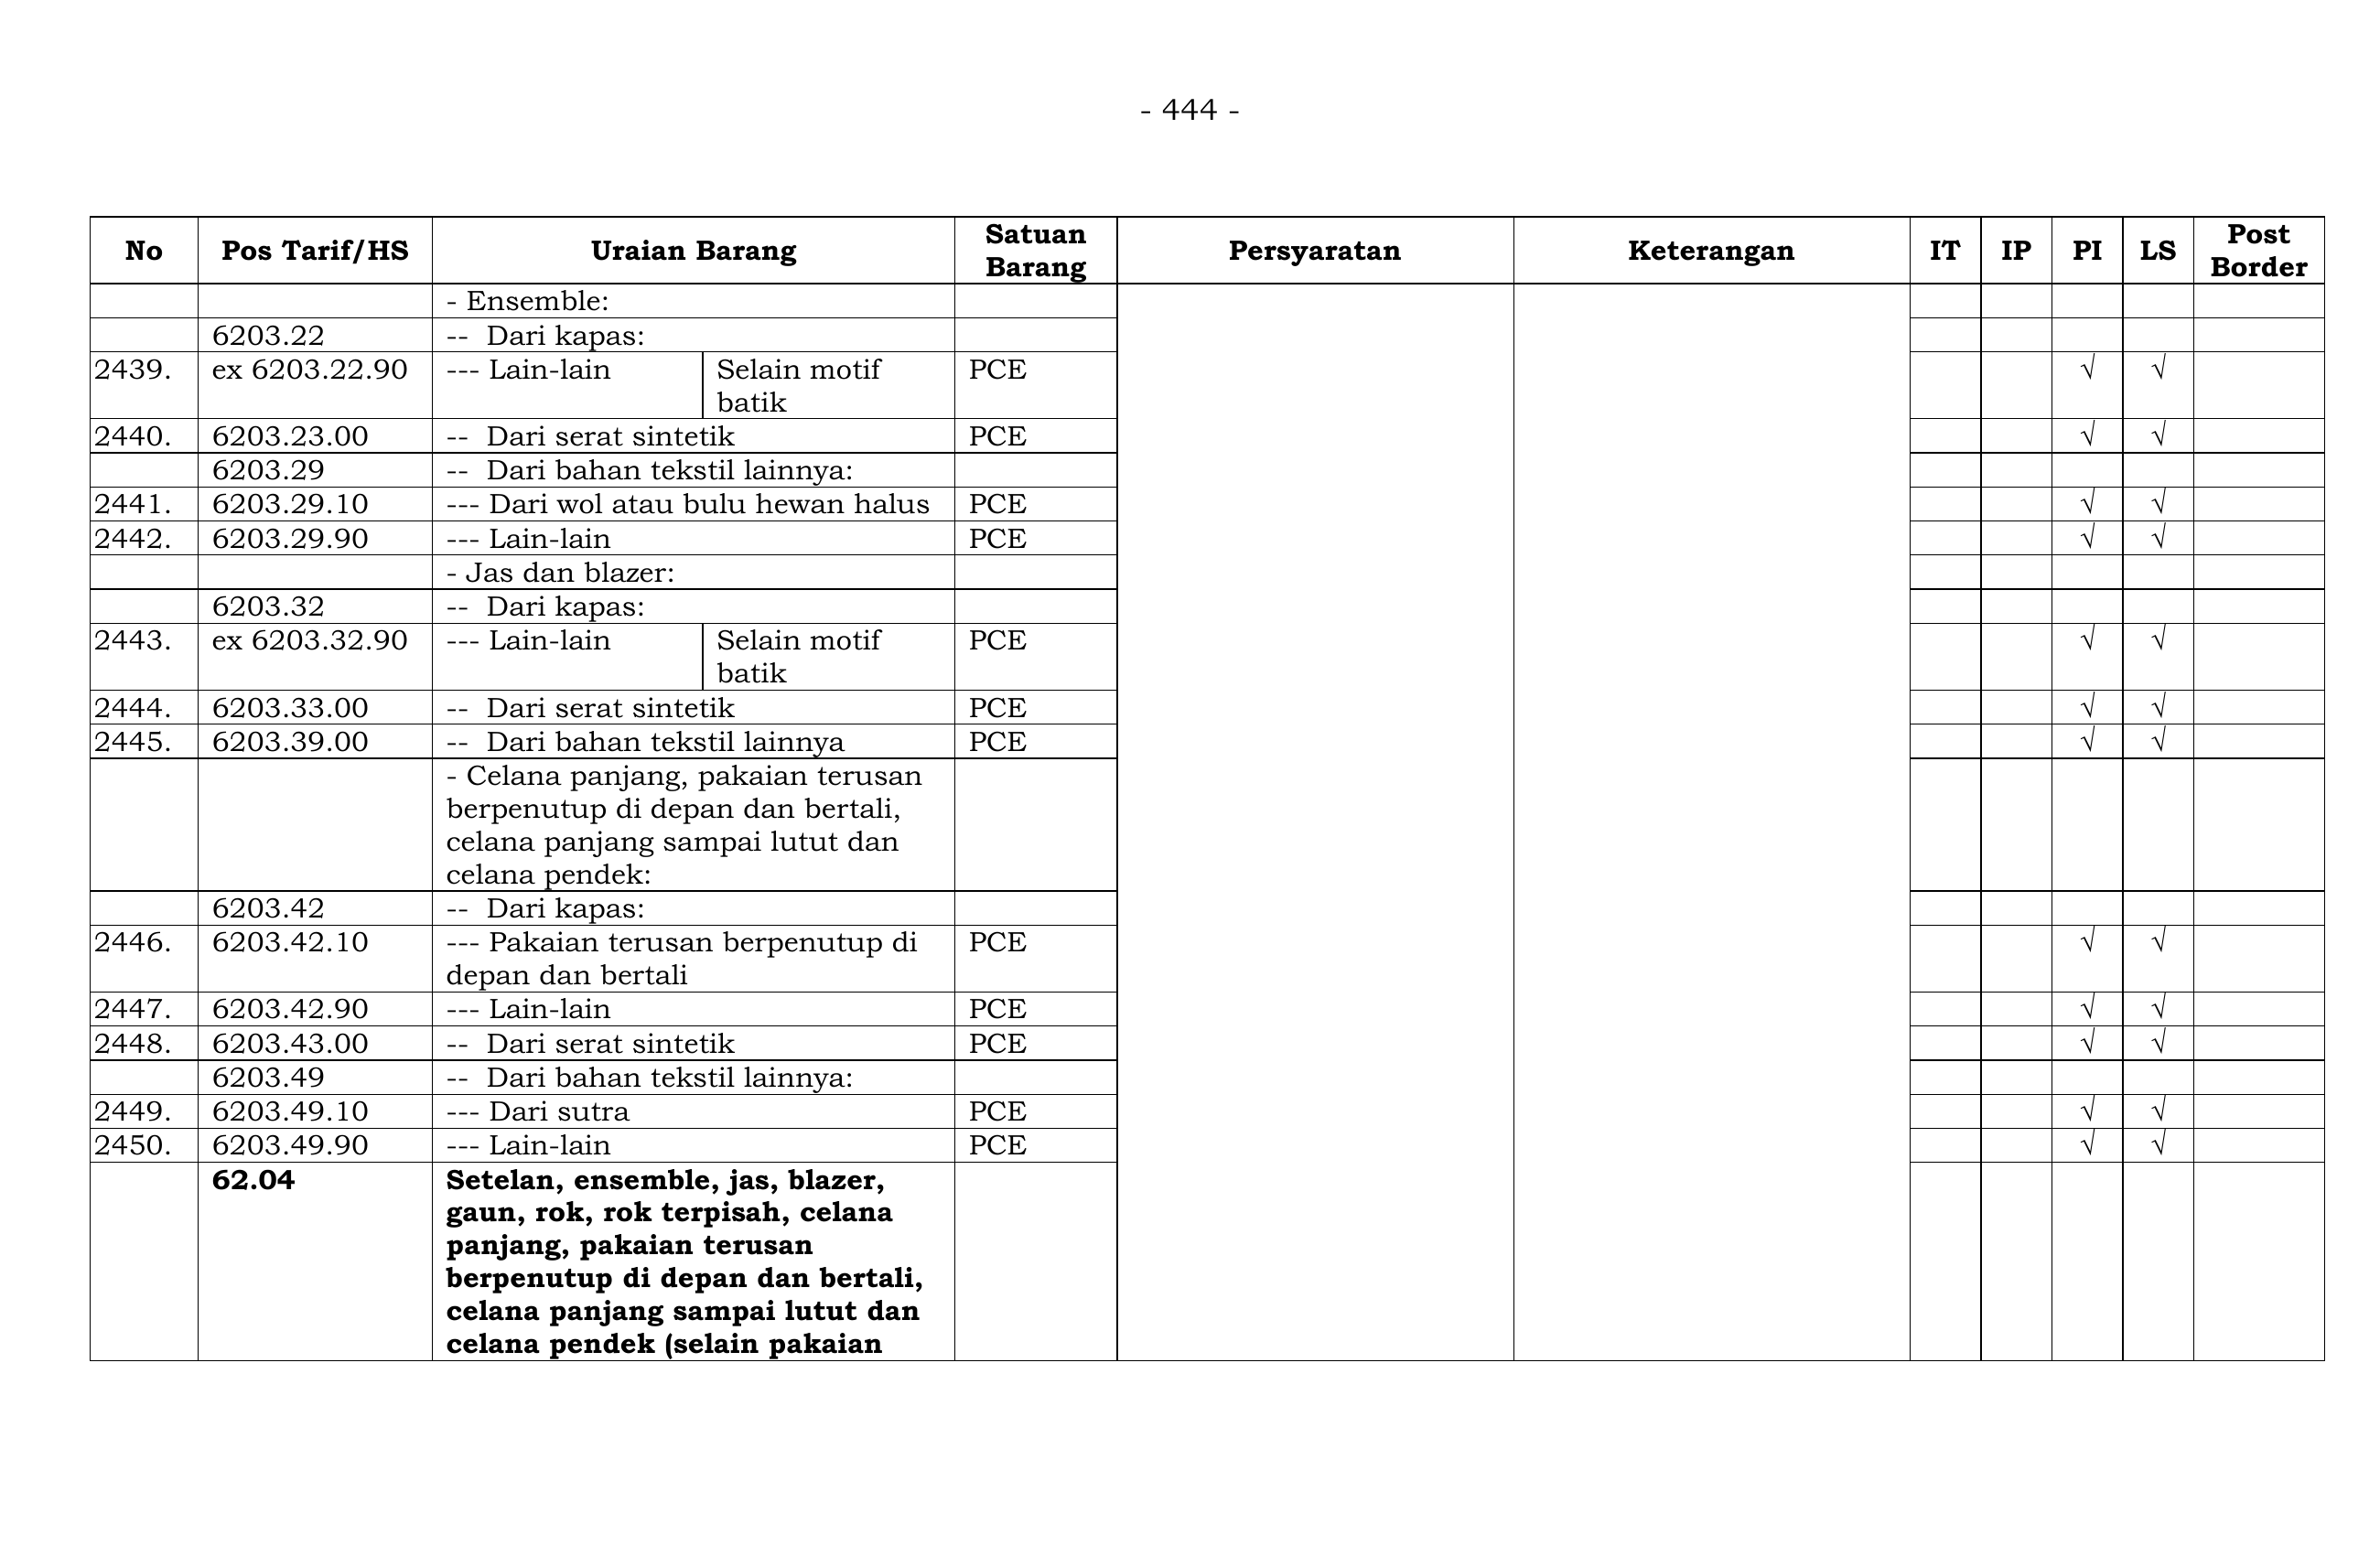 - 444 -
No Pos Tarif/HS Uraian Barang Satuan Barang Persyaratan Keterangan IT IP PI LS Post Border
- Ensemble:
6203.22 -- Dari kapas:
2439. ex 6203.22.90 --- Lain-lain Selain motif PCE √ √
batik
2440. 6203.23.00 -- Dari serat sintetik PCE √ √
6203.29 -- Dari bahan tekstil lainnya:
2441. 6203.29.10 --- Dari wol atau bulu hewan halus PCE √ √
2442. 6203.29.90 --- Lain-lain PCE √ √
- Jas dan blazer:
6203.32 -- Dari kapas:
2443. ex 6203.32.90 --- Lain-lain Selain motif PCE √ √
batik
2444. 6203.33.00 -- Dari serat sintetik PCE √ √
2445. 6203.39.00 -- Dari bahan tekstil lainnya PCE √ √
- Celana panjang, pakaian terusan
berpenutup di depan dan bertali,
celana panjang sampai lutut dan
celana pendek:
6203.42 -- Dari kapas:
2446. 6203.42.10 --- Pakaian terusan berpenutup di PCE √ √
depan dan bertali
2447. 6203.42.90 --- Lain-lain PCE √ √
2448. 6203.43.00 -- Dari serat sintetik PCE √ √
6203.49 -- Dari bahan tekstil lainnya:
2449. 6203.49.10 --- Dari sutra PCE √ √
2450. 6203.49.90 --- Lain-lain PCE √ √
62.04 Setelan, ensemble, jas, blazer,
gaun, rok, rok terpisah, celana
panjang, pakaian terusan
berpenutup di depan dan bertali,
celana panjang sampai lutut dan
celana pendek (selain pakaian